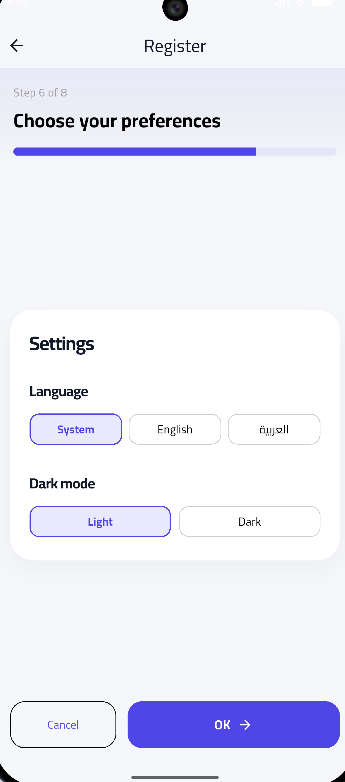 Register
Step 6 of 8
Choose your preferences
Settings
Language
System English العربية
Dark mode
Light Dark
Cancel OK